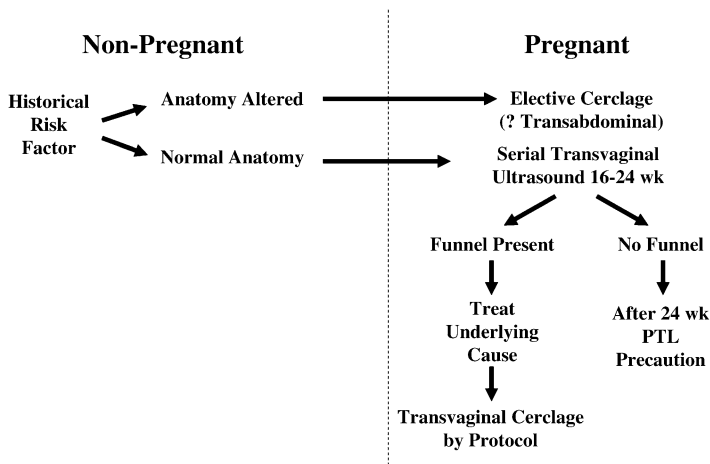 Non-Pregnant
Pregnant
Historical
Risk
Factor
Anatomy Altered
Normal Anatomy
Elective Cerclage
(? Transabdominal)
Serial Transvaginal
Ultrasound 16-24 wk
Funnel Present
No Funnel
Treat
Underlying
Cause
After 24 wk
PTL
Precaution
Transvaginal Cerclage
by Protocol